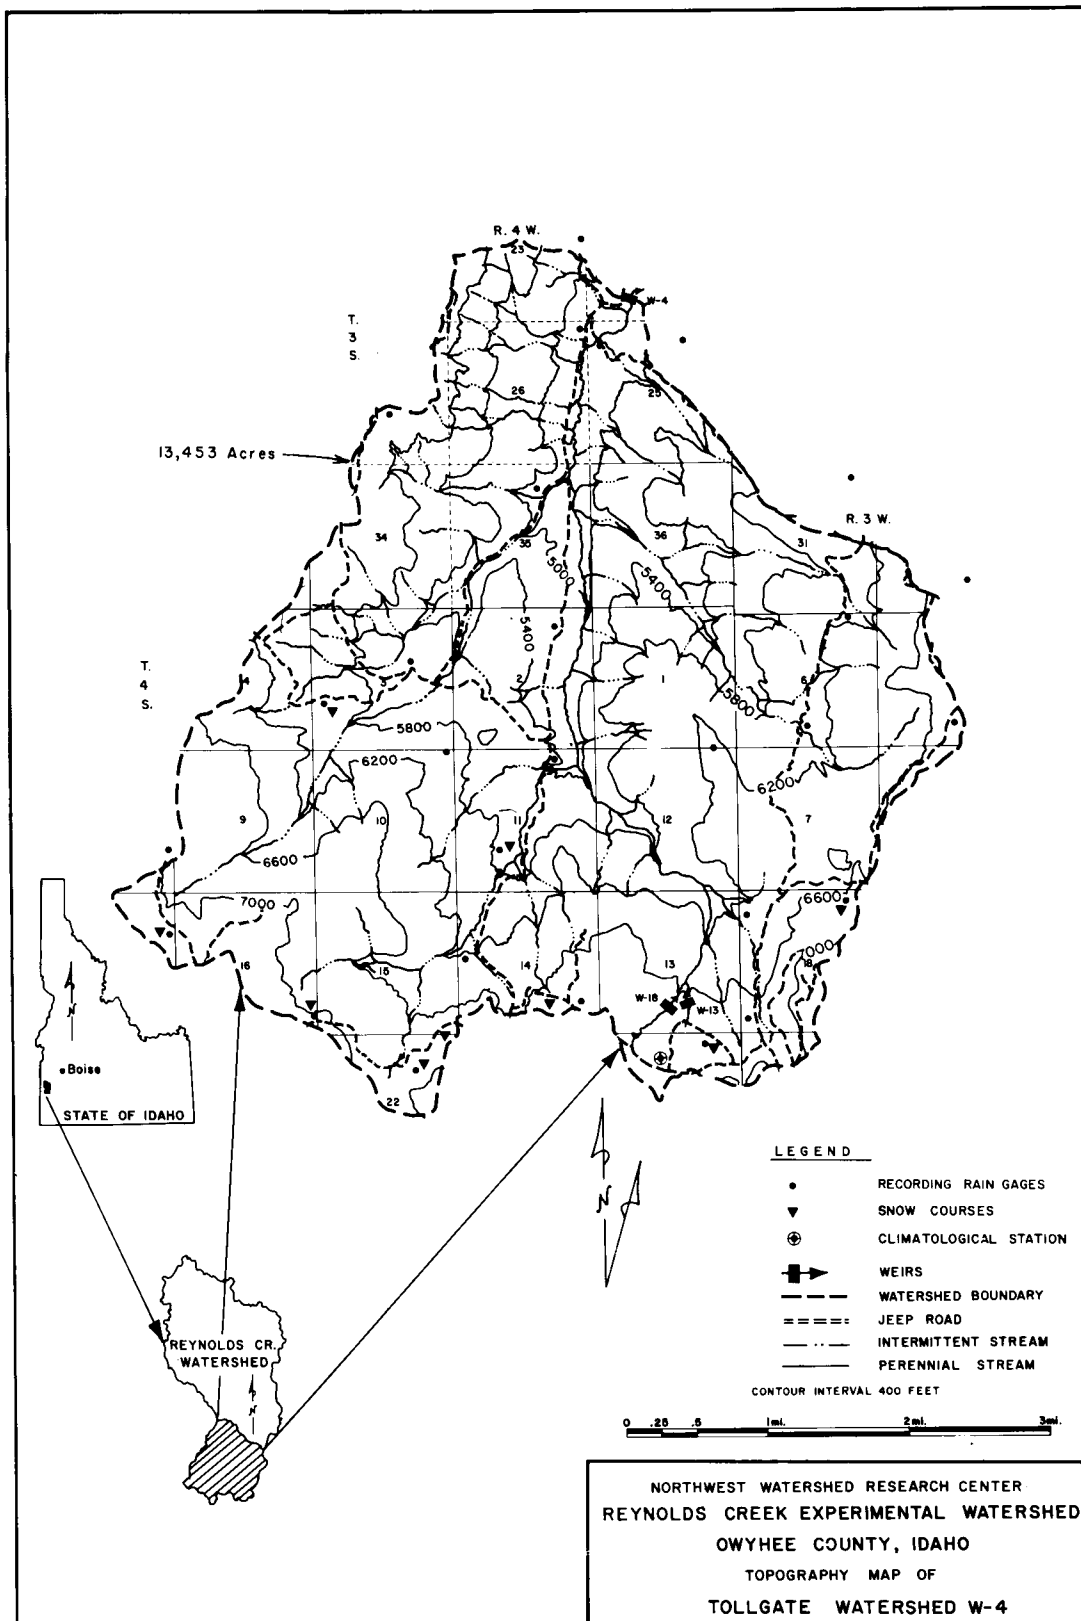 R. 4 W.
23
W-4
T.
3
S.
26
25
13,453 Acres
R. 3 W.
34
35
36
31
5000
5400
5400
T.
4
S.
4
3
2
1
6
5800
5800
6200
6200
9
10
11
12
7
6600
7000
6600
7000
16
15
14
13
18
W-18
W-13
22
N
Boise
STATE OF IDAHO
N
LEGEND
RECORDING RAIN GAGES
SNOW COURSES
CLIMATOLOGICAL STATION
WEIRS
WATERSHED BOUNDARY
JEEP ROAD
INTERMITTENT STREAM
PERENNIAL STREAM
CONTOUR INTERVAL 400 FEET
REYNOLDS CR.
WATERSHED
N
0 .25 .5 1mi. 2mi. 3mi.
NORTHWEST WATERSHED RESEARCH CENTER
REYNOLDS CREEK EXPERIMENTAL WATERSHED
OWYHEE COUNTY, IDAHO
TOPOGRAPHY MAP OF
TOLLGATE WATERSHED W-4